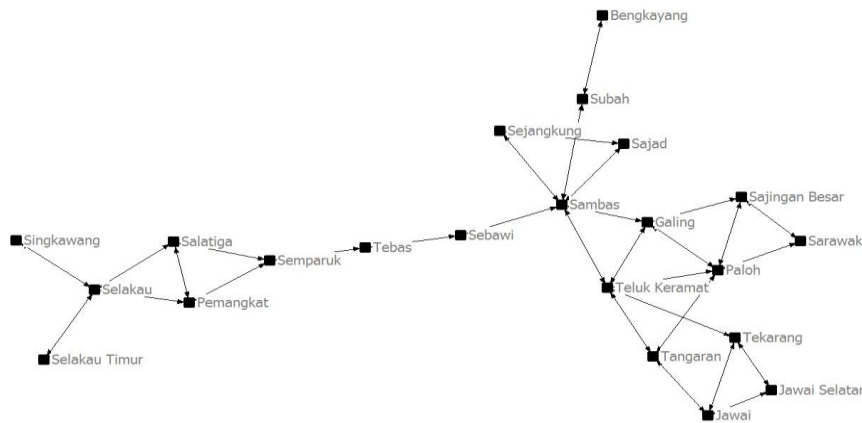 Bengkayang
Subah
Sejangkung
Sajad
Sajingan Besar
Sambas
Galing
Singkawang
Salatiga
Sebawi
Sarawak
Tebas
Semparuk
Paloh
Selakau
Teluk Keramat
Pemangkat
Tekarang
Selakau Timur
Tangaran
Jawai Selatan
Jawai